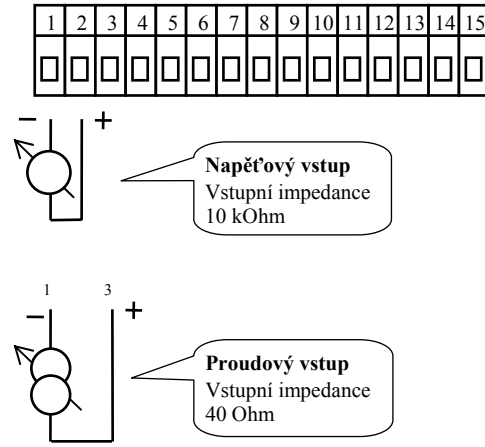 1 2 3 4 5 6 7 8 9 10 11 12 13 14 15
− +
Napěťový vstup
Vstupní impedance
10 kOhm
1 3
− +
Proudový vstup
Vstupní impedance
40 Ohm